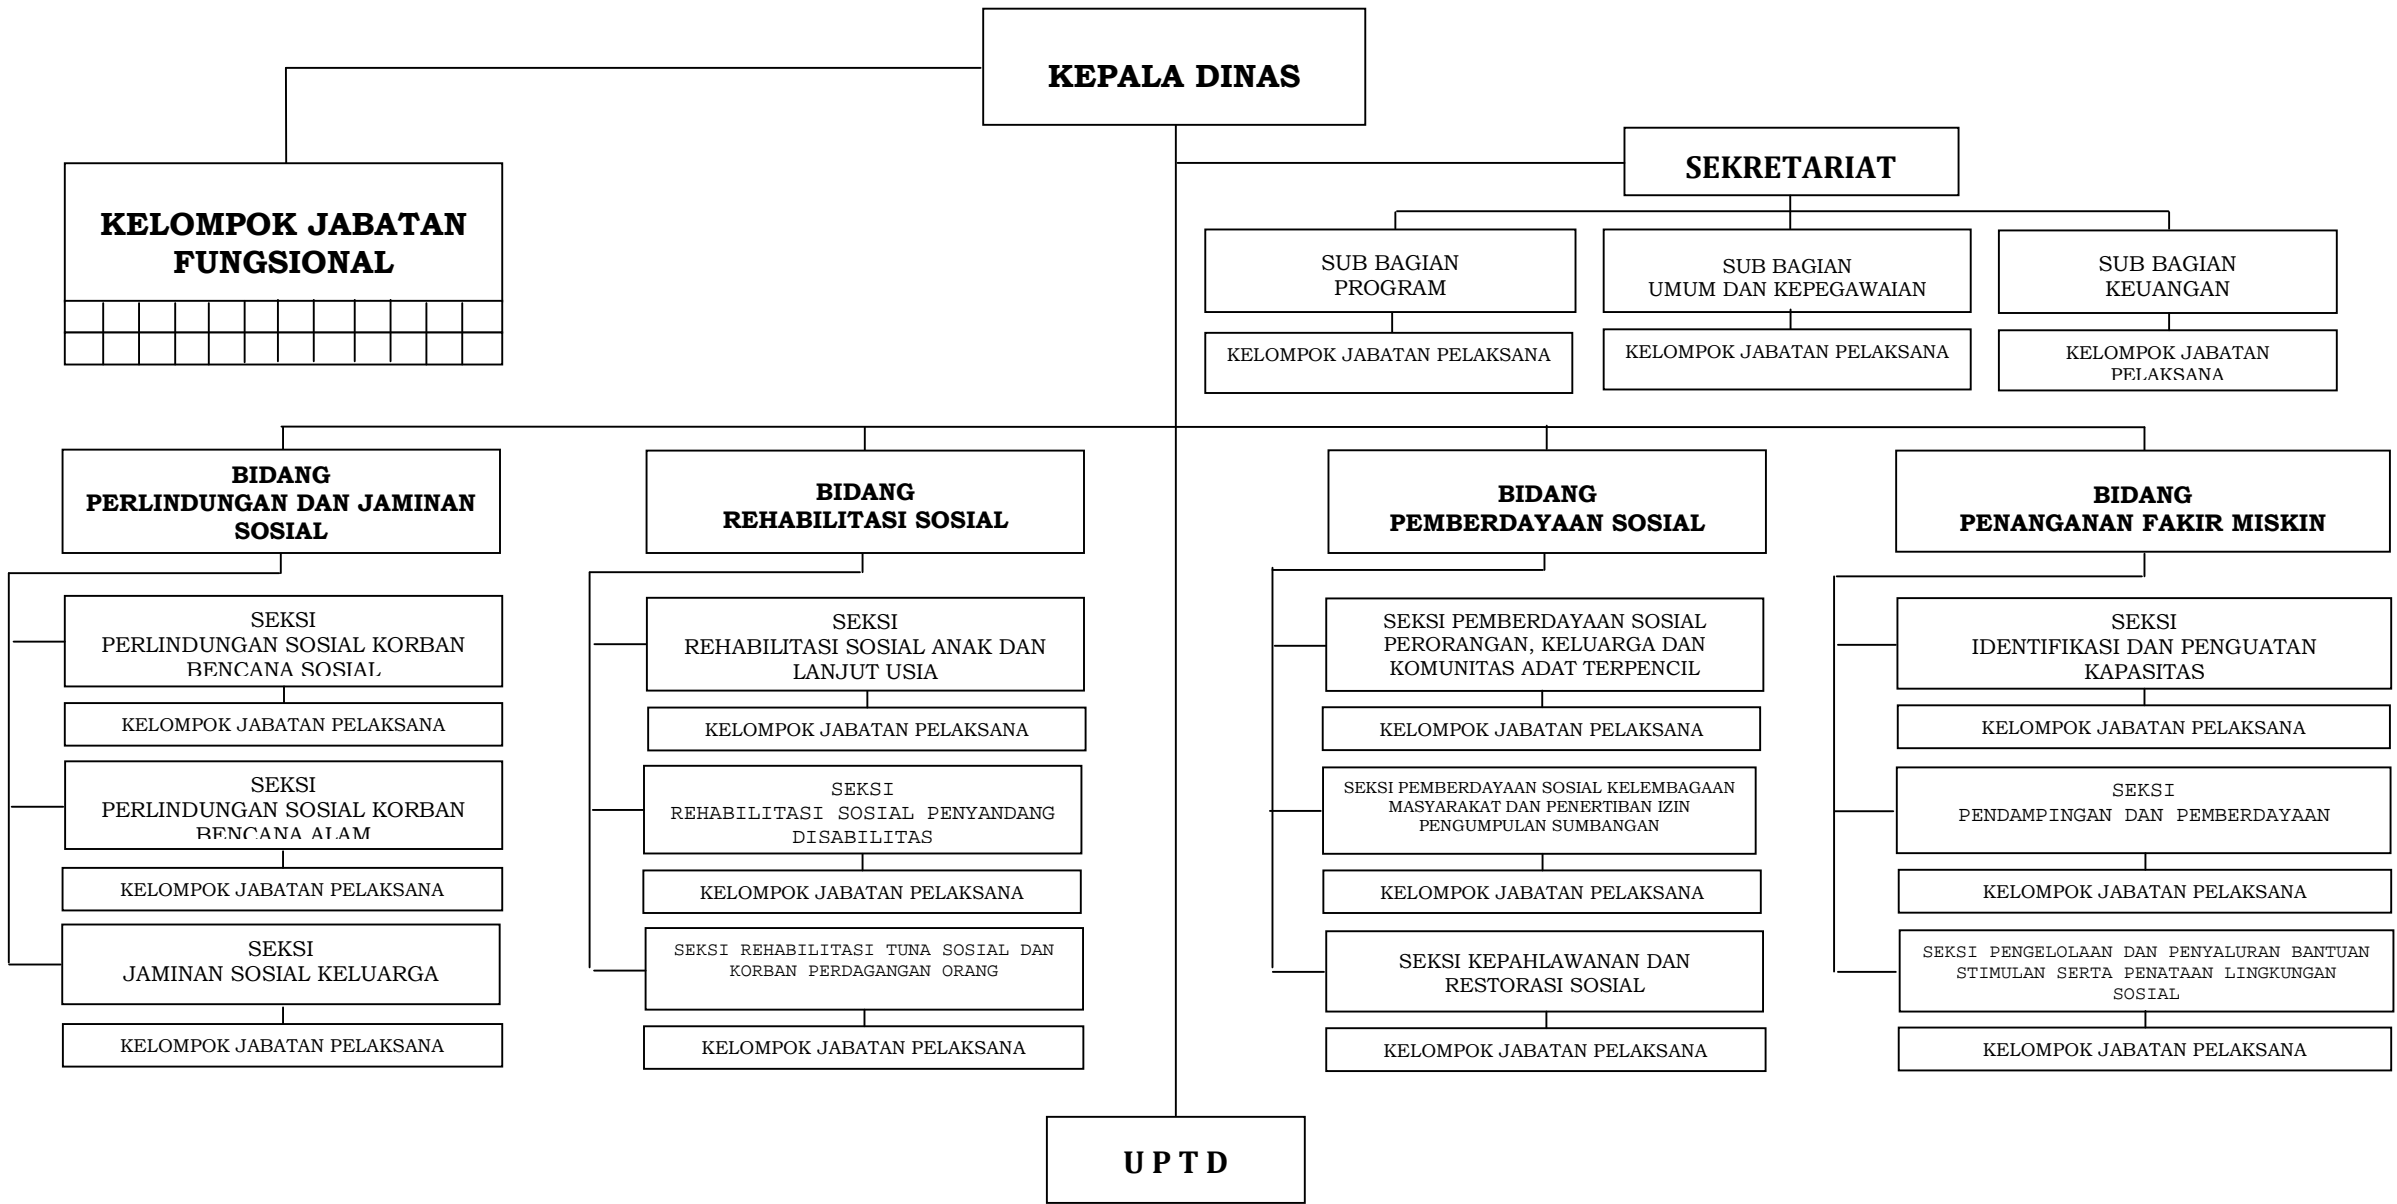 KEPALA DINAS
SEKRETARIAT
KELOMPOK JABATAN
FUNGSIONAL
SUB BAGIAN
PROGRAM
SUB BAGIAN
UMUM DAN KEPEGAWAIAN
SUB BAGIAN
KEUANGAN
KELOMPOK JABATAN PELAKSANA
KELOMPOK JABATAN PELAKSANA
KELOMPOK JABATAN
PELAKSANA
BIDANG
PERLINDUNGAN DAN JAMINAN
SOSIAL
BIDANG
REHABILITASI SOSIAL
BIDANG
PEMBERDAYAAN SOSIAL
BIDANG
PENANGANAN FAKIR MISKIN
SEKSI
PERLINDUNGAN SOSIAL KORBAN
BENCANA SOSIAL
KELOMPOK JABATAN PELAKSANA
SEKSI
PERLINDUNGAN SOSIAL KORBAN
BENCANA ALAM
KELOMPOK JABATAN PELAKSANA
SEKSI
JAMINAN SOSIAL KELUARGA
KELOMPOK JABATAN PELAKSANA
SEKSI
REHABILITASI SOSIAL ANAK DAN
LANJUT USIA
KELOMPOK JABATAN PELAKSANA
SEKSI
REHABILITASI SOSIAL PENYANDANG
DISABILITAS
KELOMPOK JABATAN PELAKSANA
SEKSI REHABILITASI TUNA SOSIAL DAN
KORBAN PERDAGANGAN ORANG
KELOMPOK JABATAN PELAKSANA
SEKSI PEMBERDAYAAN SOSIAL
PERORANGAN, KELUARGA DAN
KOMUNITAS ADAT TERPENCIL
KELOMPOK JABATAN PELAKSANA
SEKSI PEMBERDAYAAN SOSIAL KELEMBAGAAN
MASYARAKAT DAN PENERTIBAN IZIN
PENGUMPULAN SUMBANGAN
KELOMPOK JABATAN PELAKSANA
SEKSI KEPAHLAWANAN DAN
RESTORASI SOSIAL
KELOMPOK JABATAN PELAKSANA
SEKSI
IDENTIFIKASI DAN PENGUATAN
KAPASITAS
KELOMPOK JABATAN PELAKSANA
SEKSI
PENDAMPINGAN DAN PEMBERDAYAAN
KELOMPOK JABATAN PELAKSANA
SEKSI PENGELOLAAN DAN PENYALURAN BANTUAN
STIMULAN SERTA PENATAAN LINGKUNGAN
SOSIAL
KELOMPOK JABATAN PELAKSANA
U P T D